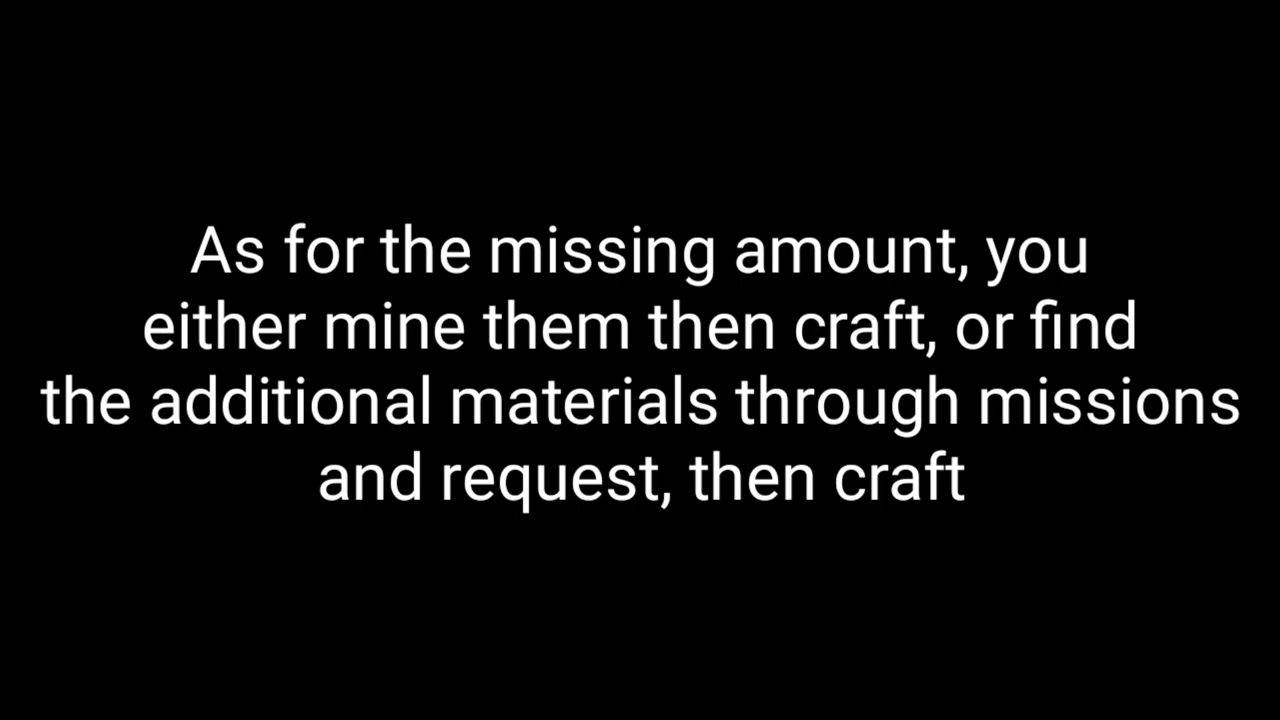 As for the missing amount, you
either mine them then craft, or find
the additional materials through missions
and request, then craft